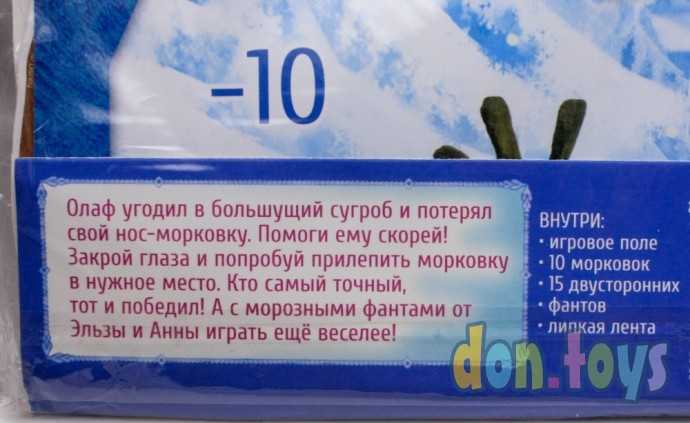 -10
Олаф угодил в большущий сугроб и потерял
свой нос-морковку. Помоги ему скорей!
Закрой глаза и попробуй прилепить морковку
в нужное место. Кто самый точный,
тот и победил! А с морозными фантами от
Эльзы и Анны играть ещё веселее!
ВНУТРИ:
• игровое поле
• 10 морковок
• 15 двусторонних
• фантов
• липкая лента
don.toys